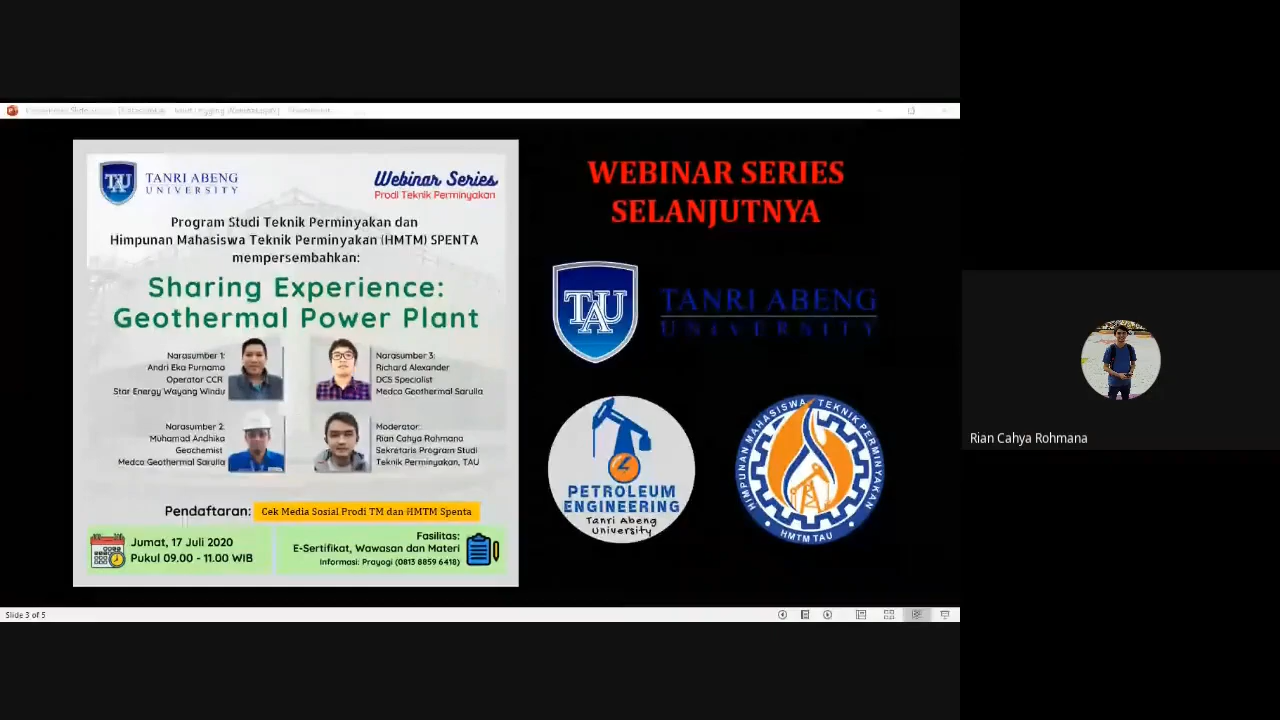 TAU
TANRI ABENG
UNIVERSITY
Webinar Series
Prodi Teknik Perminyakan
Program Studi Teknik Perminyakan dan
Himpunan Mahasiswa Teknik Perminyakan (HMTM) SPENTA
mempersembahkan:
Sharing Experience:
Geothermal Power Plant
Narasumber 1:
Andri Eka Purnama
Operator CCR
Star Energy Wayang Windu
Narasumber 3:
Richard Alexander
DCS Specialist
Medco Geothermal Sarulla
Narasumber 2:
Muhamad Andhika
Geochemist
Medco Geothermal Sarulla
Moderator:
Rian Cahya Rohmana
Sekretaris Program Studi
Teknik Perminyakan, TAU
Pendaftaran: Cek Media Sosial Prodi TM dan HMTM Spenta
Jumat, 17 Juli 2020
Pukul 09.00 - 11.00 WIB
Fasilitas:
E-Sertifikat, Wawasan dan Materi
Informasi: Prayogi (0813 8859 6418)
WEBINAR SERIES
SELANJUTNYA
TAU
TANRI ABENG
UNIVERSITY
PETROLEUM
ENGINEERING
Tanri Abeng
University
HIMPUNAN MAHASISWA TEKNIK PERMINYAKAN
HMTM TAU
Slide 3 of 5
Rian Cahya Rohmana